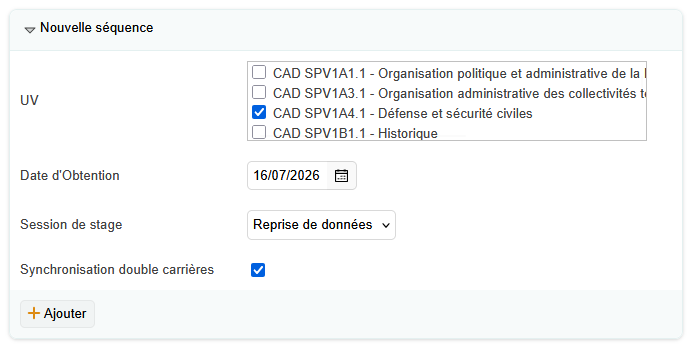 Nouvelle séquence
UV
CAD SPV1A1.1 - Organisation politique et administrative de la
CAD SPV1A3.1 - Organisation administrative des collectivités
CAD SPV1A4.1 - Défense et sécurité civiles
CAD SPV1B1.1 - Historique
Date d'Obtention
16/07/2026
Session de stage
Reprise de données
Synchronisation double carrières
Ajouter